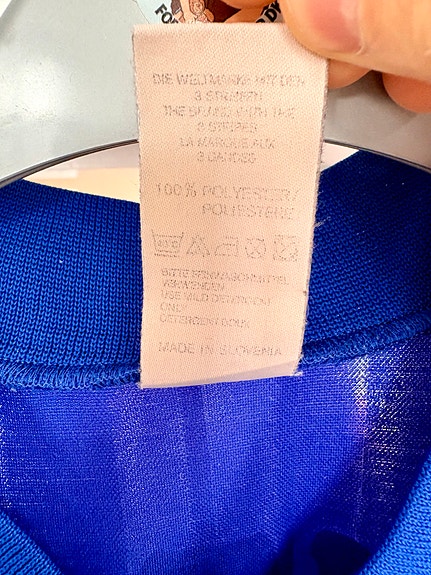 DIE WELTMARKE MIT DEN
3 STREIFEN
THE BRAND WITH THE
3 STRIPES
LA MARQUE AUX
3 BANDES
100% POLYESTER/
POLIESTERE
BITTE FEINWASCHMITTEL
VERWENDEN
USE MILD DETERGENT
ONLY
DETERGENT DOUX
MADE IN SLOVENIA